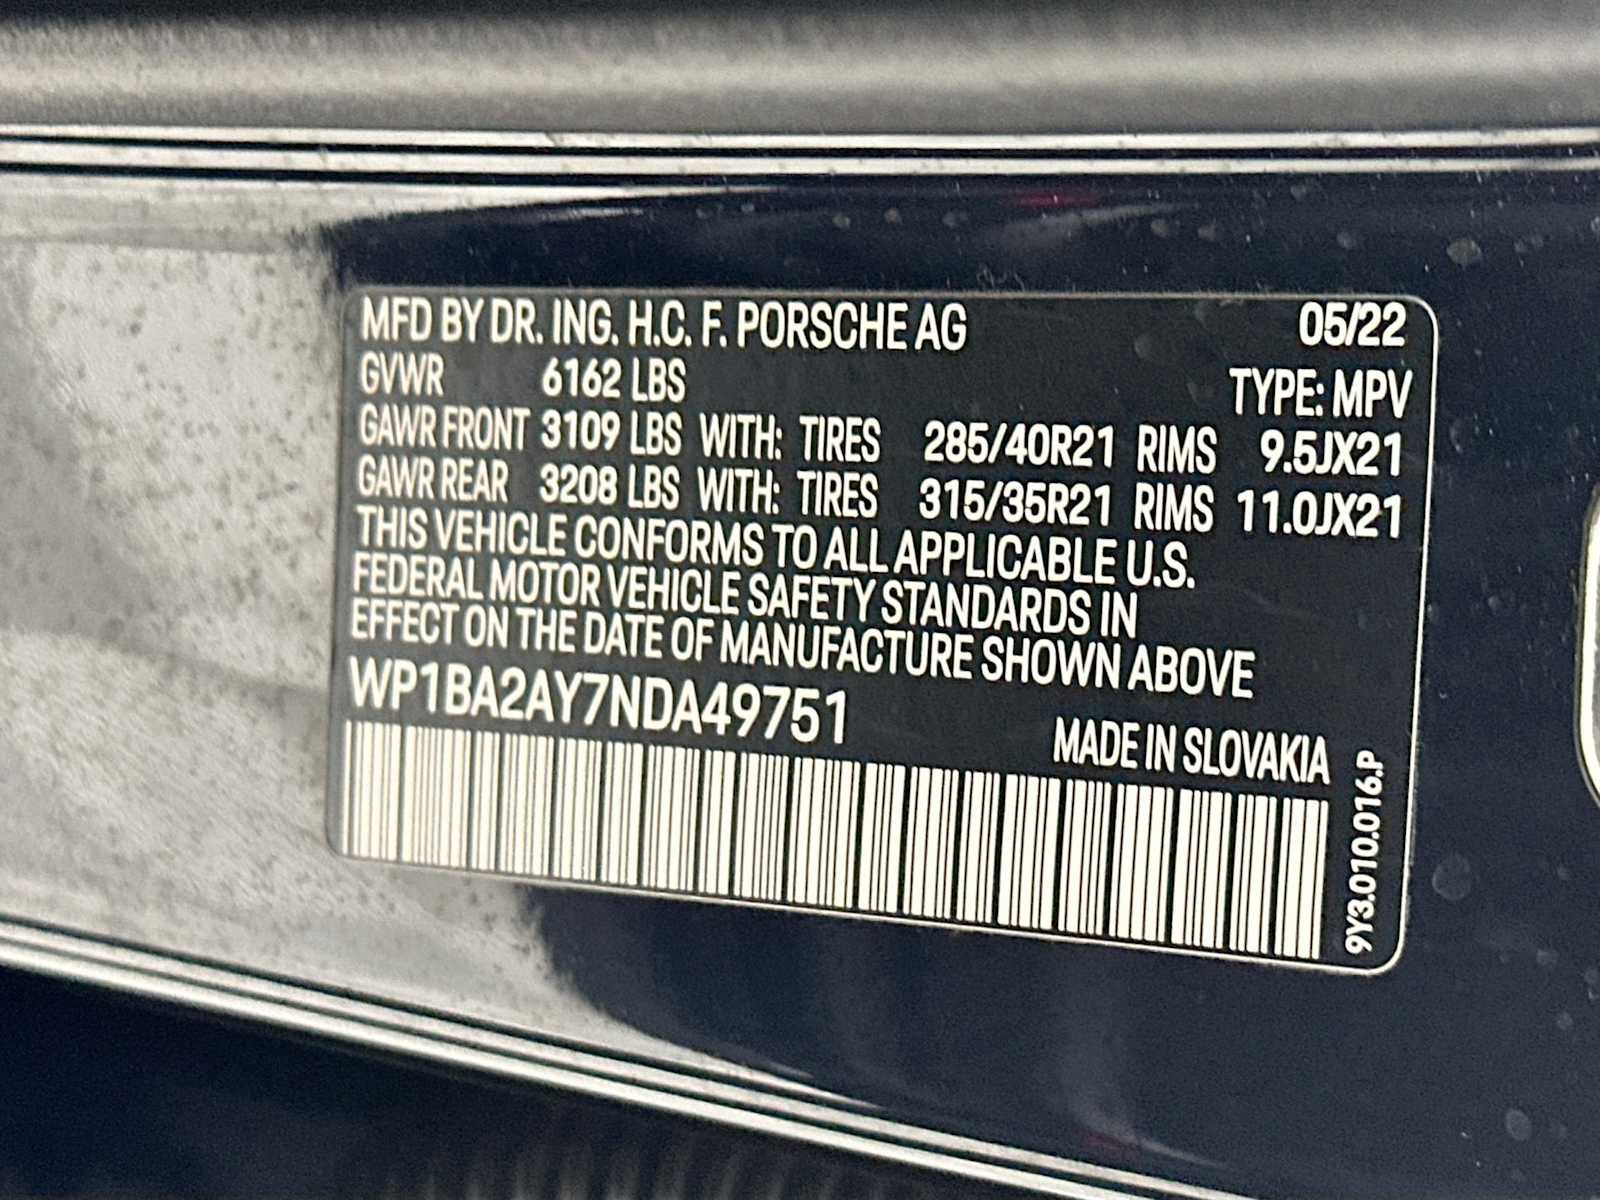 MFD BY DR. ING. H.C. F. PORSCHE AG 05/22
GVWR 6162 LBS TYPE: MPV
GAWR FRONT 3109 LBS WITH: TIRES 285/40R21 RIMS 9.5JX21
GAWR REAR 3208 LBS WITH: TIRES 315/35R21 RIMS 11.0JX21
THIS VEHICLE CONFORMS TO ALL APPLICABLE U.S.
FEDERAL MOTOR VEHICLE SAFETY STANDARDS IN
EFFECT ON THE DATE OF MANUFACTURE SHOWN ABOVE
WP1BA2AY7NDA49751
MADE IN SLOVAKIA
9Y3.010.016.P